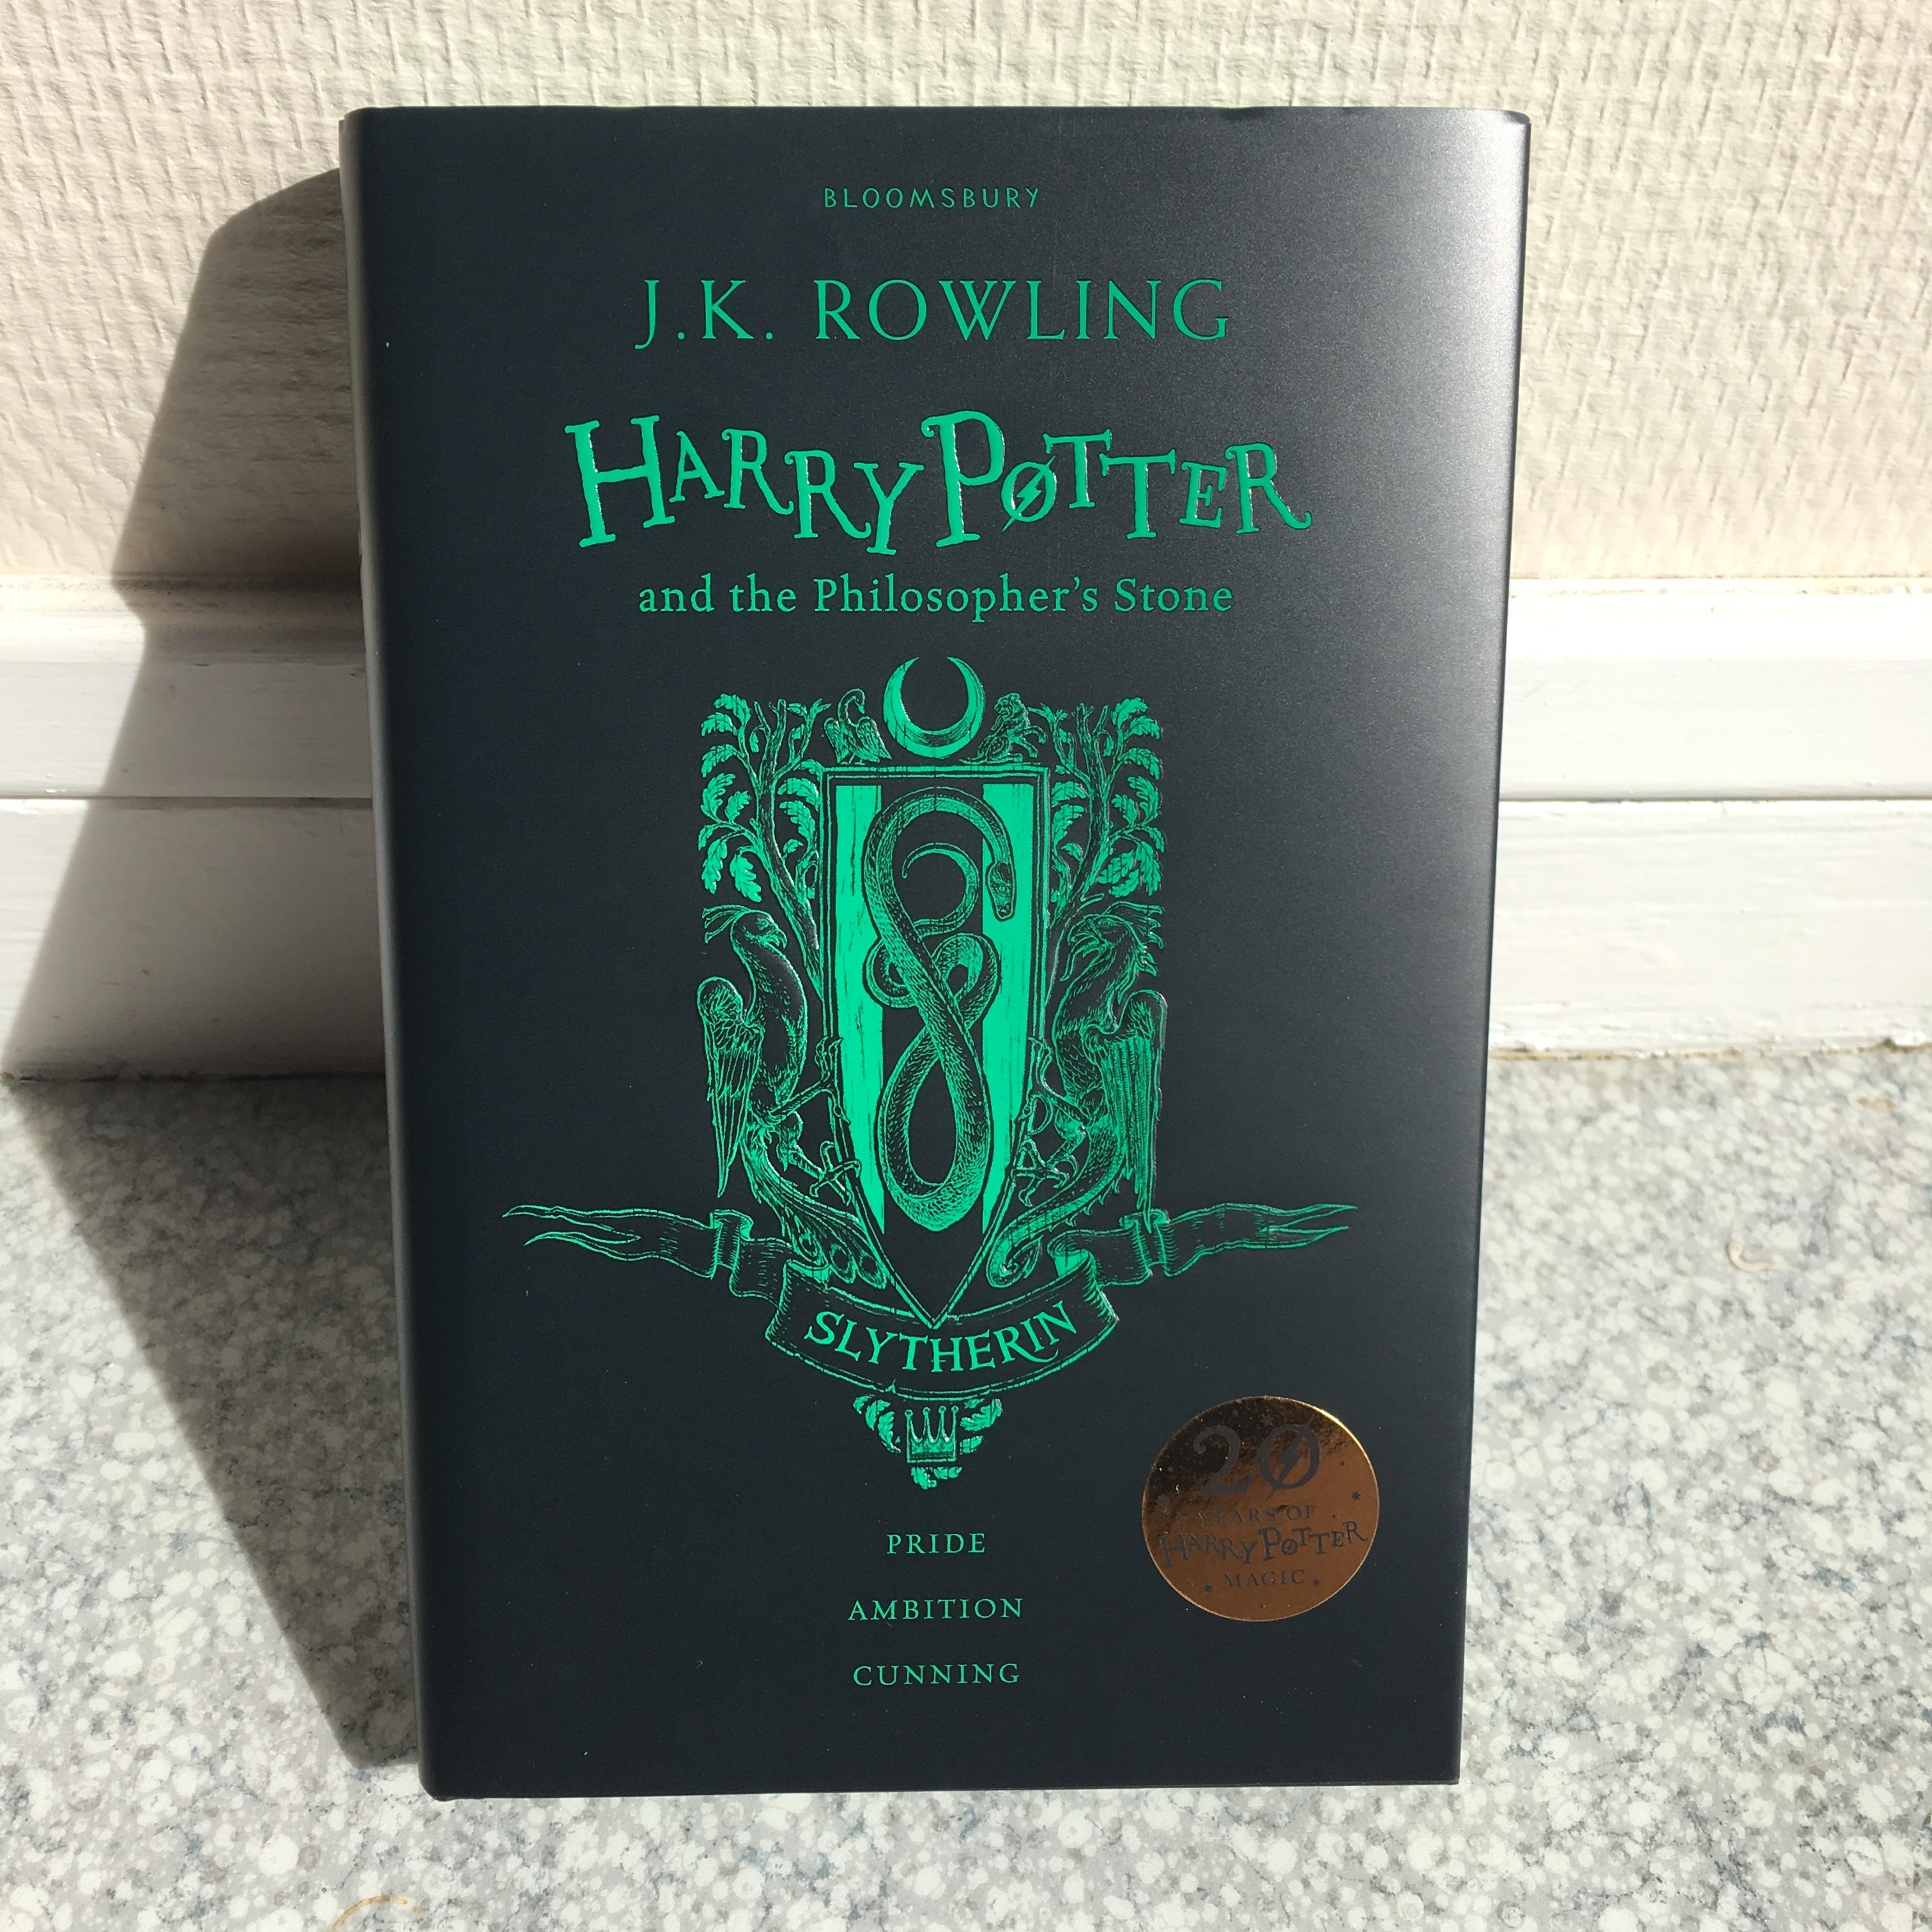 BLOOMSBURY
J.K. ROWLING
HARRY POTTER
and the Philosopher's Stone
SLYTHERIN
PRIDE
AMBITION
CUNNING
20
YEARS OF
HARRY POTTER
MAGIC